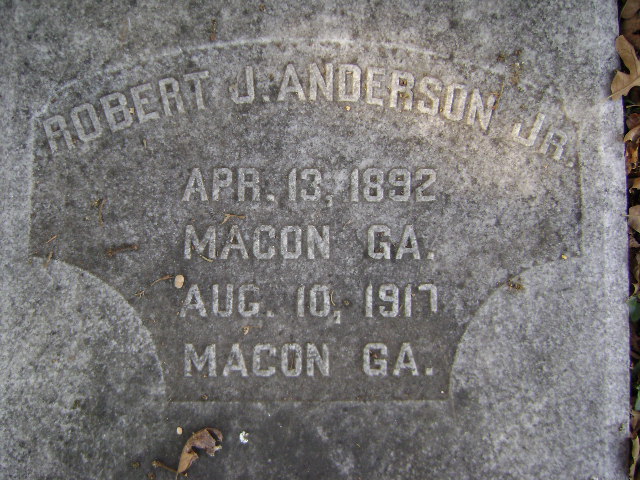 ROBERT J. ANDERSON JR.
APR. 13, 1892
MACON GA.
AUG. 10, 1917
MACON GA.